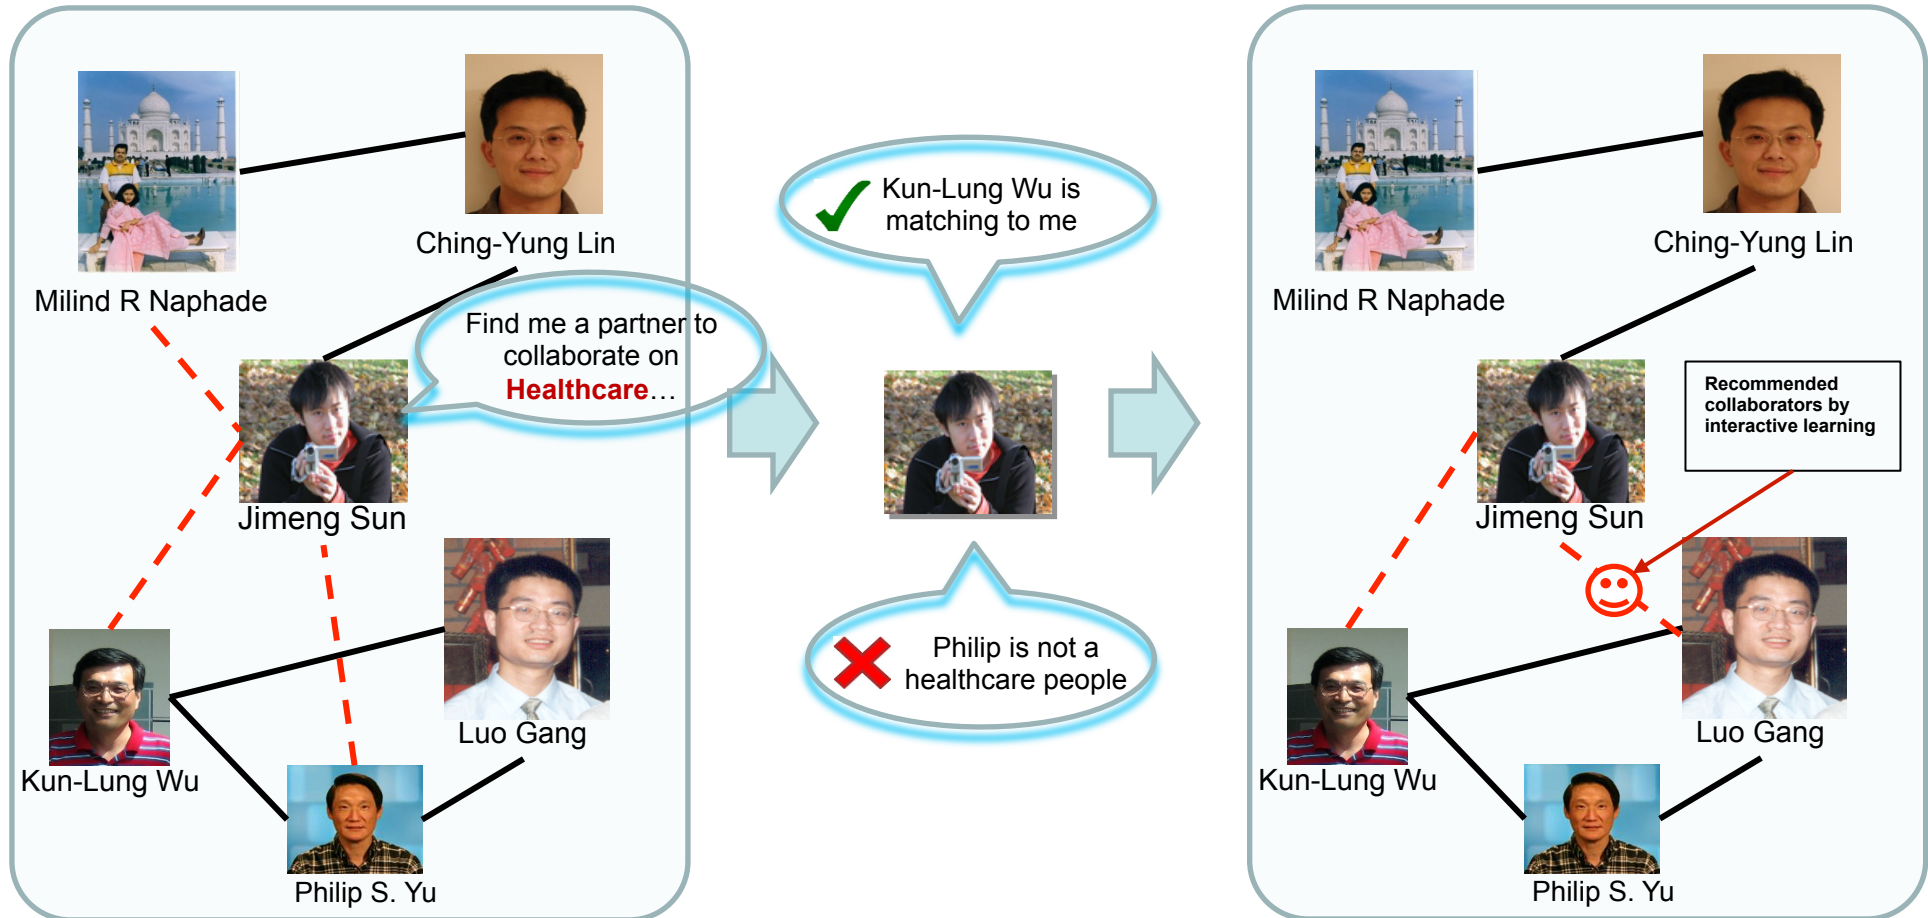 Ching-Yung Lin
Milind R Naphade
Find me a partner to
collaborate on
Healthcare…
Jimeng Sun
Luo Gang
Kun-Lung Wu
Philip S. Yu
Kun-Lung Wu is
matching to me
Philip is not a
healthcare people
Ching-Yung Lin
Milind R Naphade
Recommended
collaborators by
interactive learning
Jimeng Sun
Luo Gang
Kun-Lung Wu
Philip S. Yu